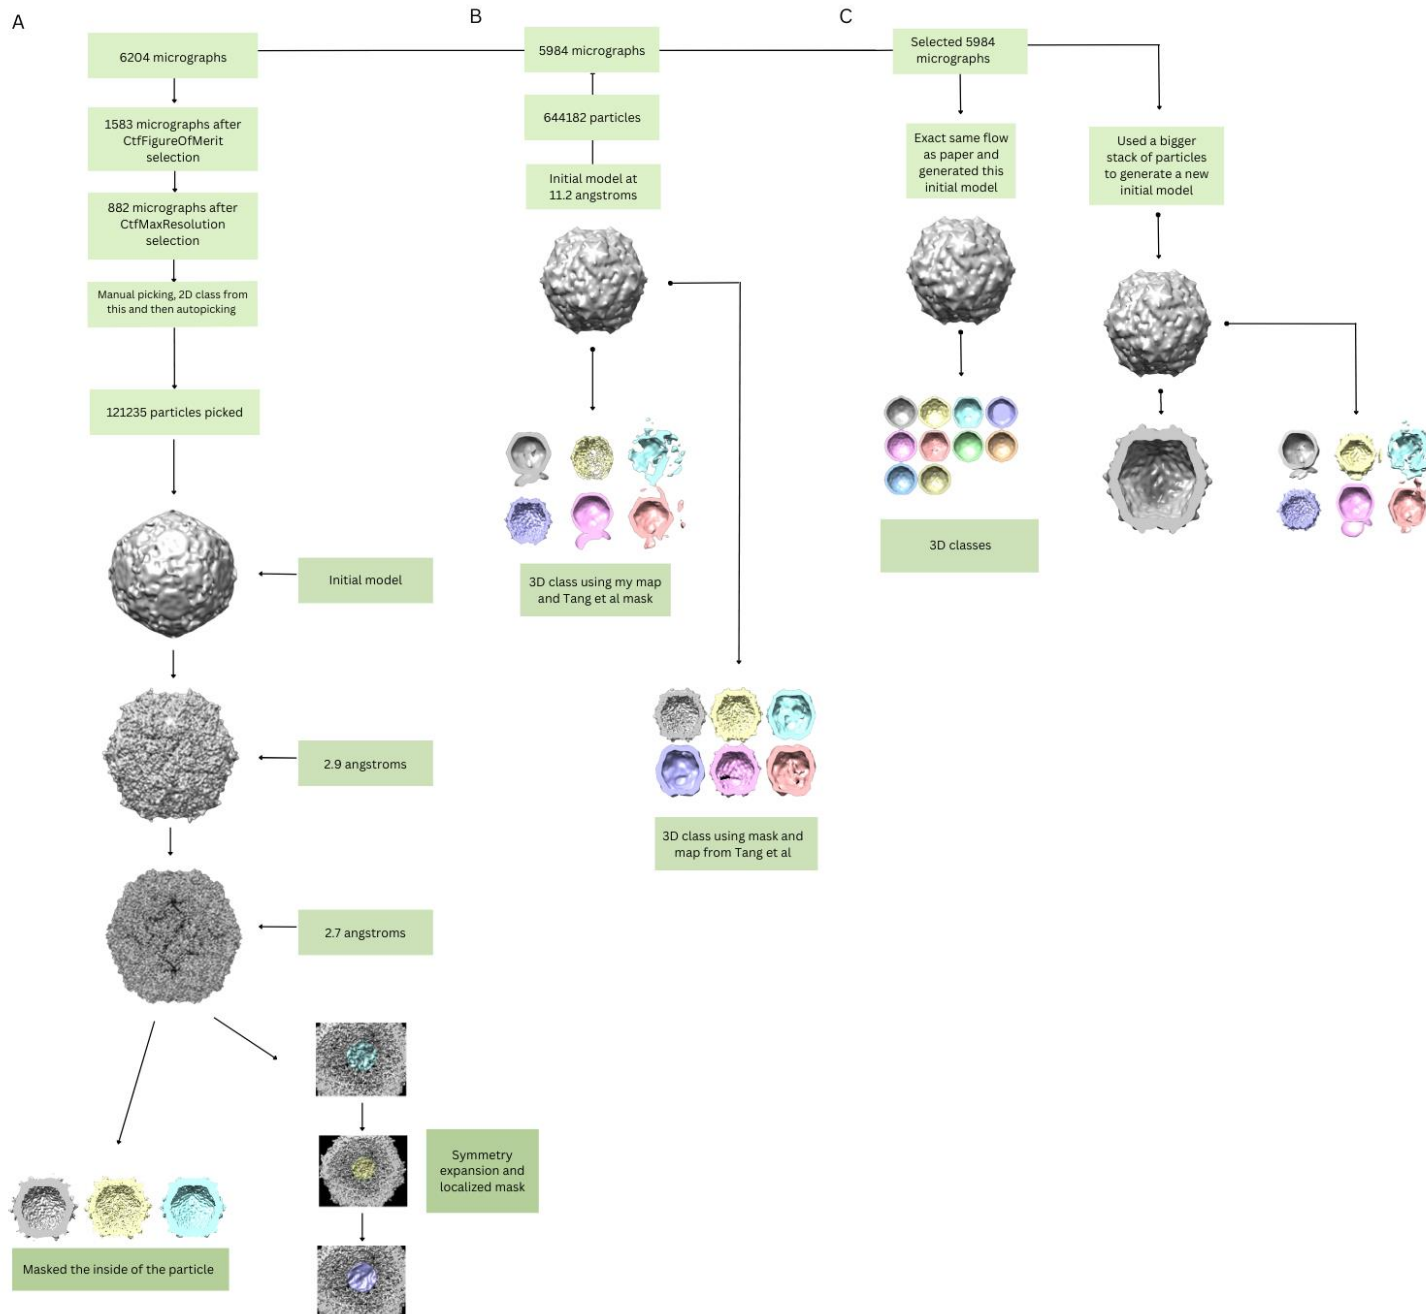 A
6204 micrographs
1583 micrographs after
CtfFigureOfMerit
selection
882 micrographs after
CtfMaxResolution
selection
Manual picking, 2D class from
this and then autopicking
121235 particles picked
Initial model
2.9 angstroms
2.7 angstroms
Symmetry
expansion and
localized mask
Masked the inside of the particle
B
5984 micrographs
644182 particles
Initial model at
11.2 angstroms
3D class using my map
and Tang et al mask
3D class using mask and
map from Tang et al
C
Selected 5984
micrographs
Exact same flow
as paper and
generated this
initial model
3D classes
Used a bigger
stack of particles
to generate a new
initial model